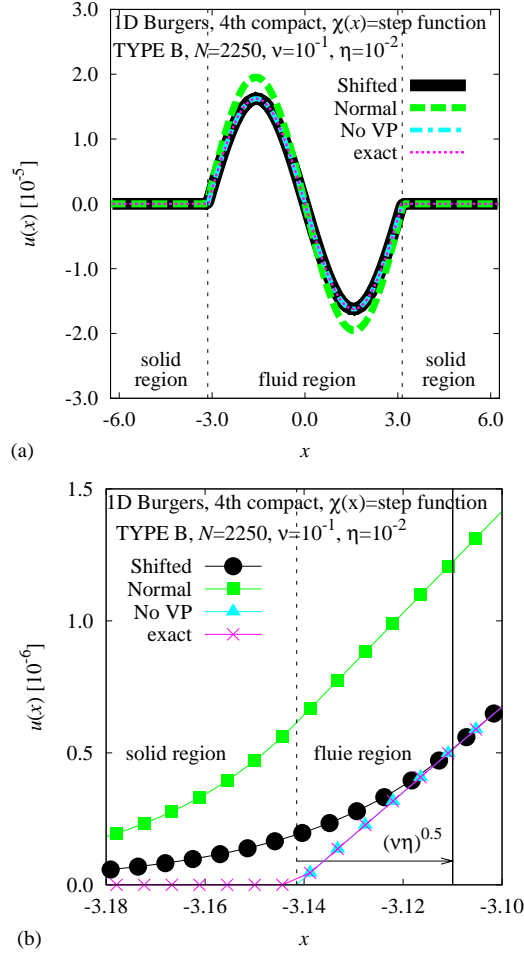 1D Burgers, 4th compact, χ(x)=step function
TYPE B, N=2250, ν=10⁻¹, η=10⁻²
Shifted
Normal
No VP
exact
2.0
1.0
0.0
-1.0
-2.0
-3.0
u(x) [10⁻⁵]
solid region
fluid region
solid region
-6.0 -3.0 0.0 3.0 6.0
x
(a)
1D Burgers, 4th compact, χ(x)=step function
TYPE B, N=2250, ν=10⁻¹, η=10⁻²
Shifted
Normal
No VP
exact
1.5
1.0
0.5
0.0
u(x) [10⁻⁶]
solid region
fluie region
(νη)⁰·⁵
-3.18 -3.16 -3.14 -3.12 -3.10
x
(b)